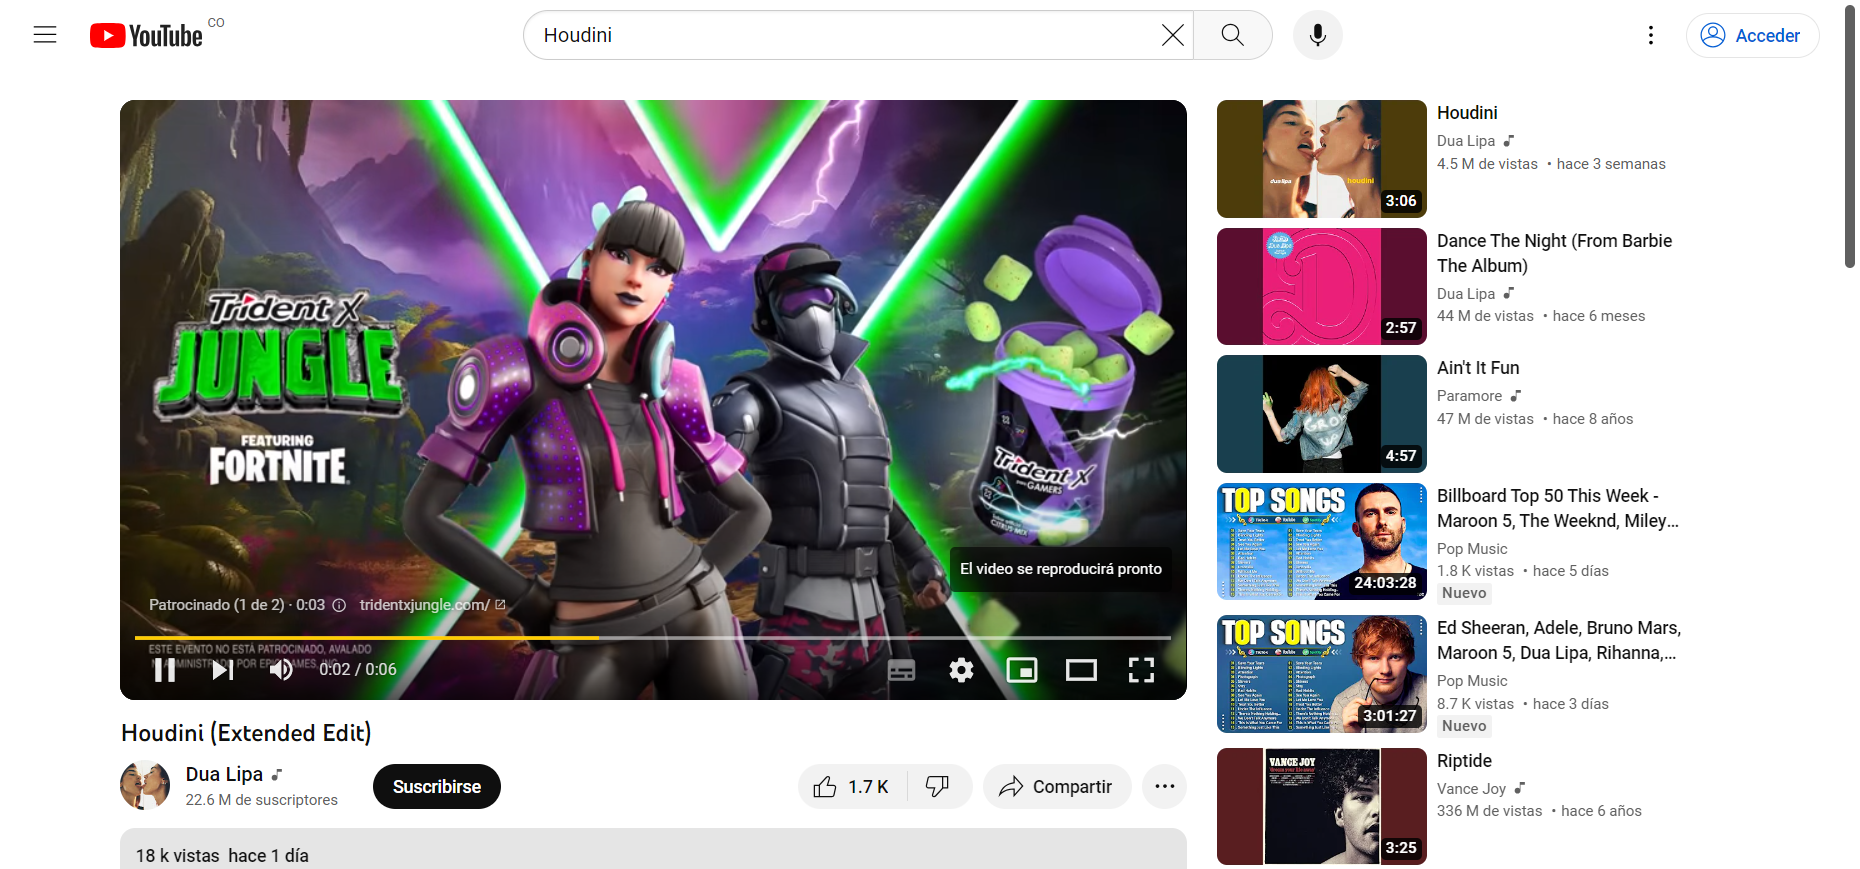 YouTube CO
Houdini
Acceder
Trident X
JUNGLE
FEATURING
FORTNITE
Trident X
GAMERS
CITRUS MIX
El video se reproducirá pronto
Patrocinado (1 de 2) · 0:03 tridentxjungle.com/
ESTE EVENTO NO ESTÁ PATROCINADO, AVALADO
0:02 / 0:06
Houdini (Extended Edit)
Dua Lipa
22.6 M de suscriptores
Suscribirse
1.7 K
Compartir
18 k vistas hace 1 día
dua lipa
houdini
3:06
Houdini
Dua Lipa
4.5 M de vistas • hace 3 semanas
2:57
Dance The Night (From Barbie
The Album)
Dua Lipa
44 M de vistas • hace 6 meses
GROW
UP
4:57
Ain't It Fun
Paramore
47 M de vistas • hace 8 años
TOP SONGS
24:03:28
Billboard Top 50 This Week -
Maroon 5, The Weeknd, Miley...
Pop Music
1.8 K vistas • hace 5 días
Nuevo
TOP SONGS
3:01:27
Ed Sheeran, Adele, Bruno Mars,
Maroon 5, Dua Lipa, Rihanna,...
Pop Music
8.7 K vistas • hace 3 días
Nuevo
VANCE JOY
3:25
Riptide
Vance Joy
336 M de vistas • hace 6 años